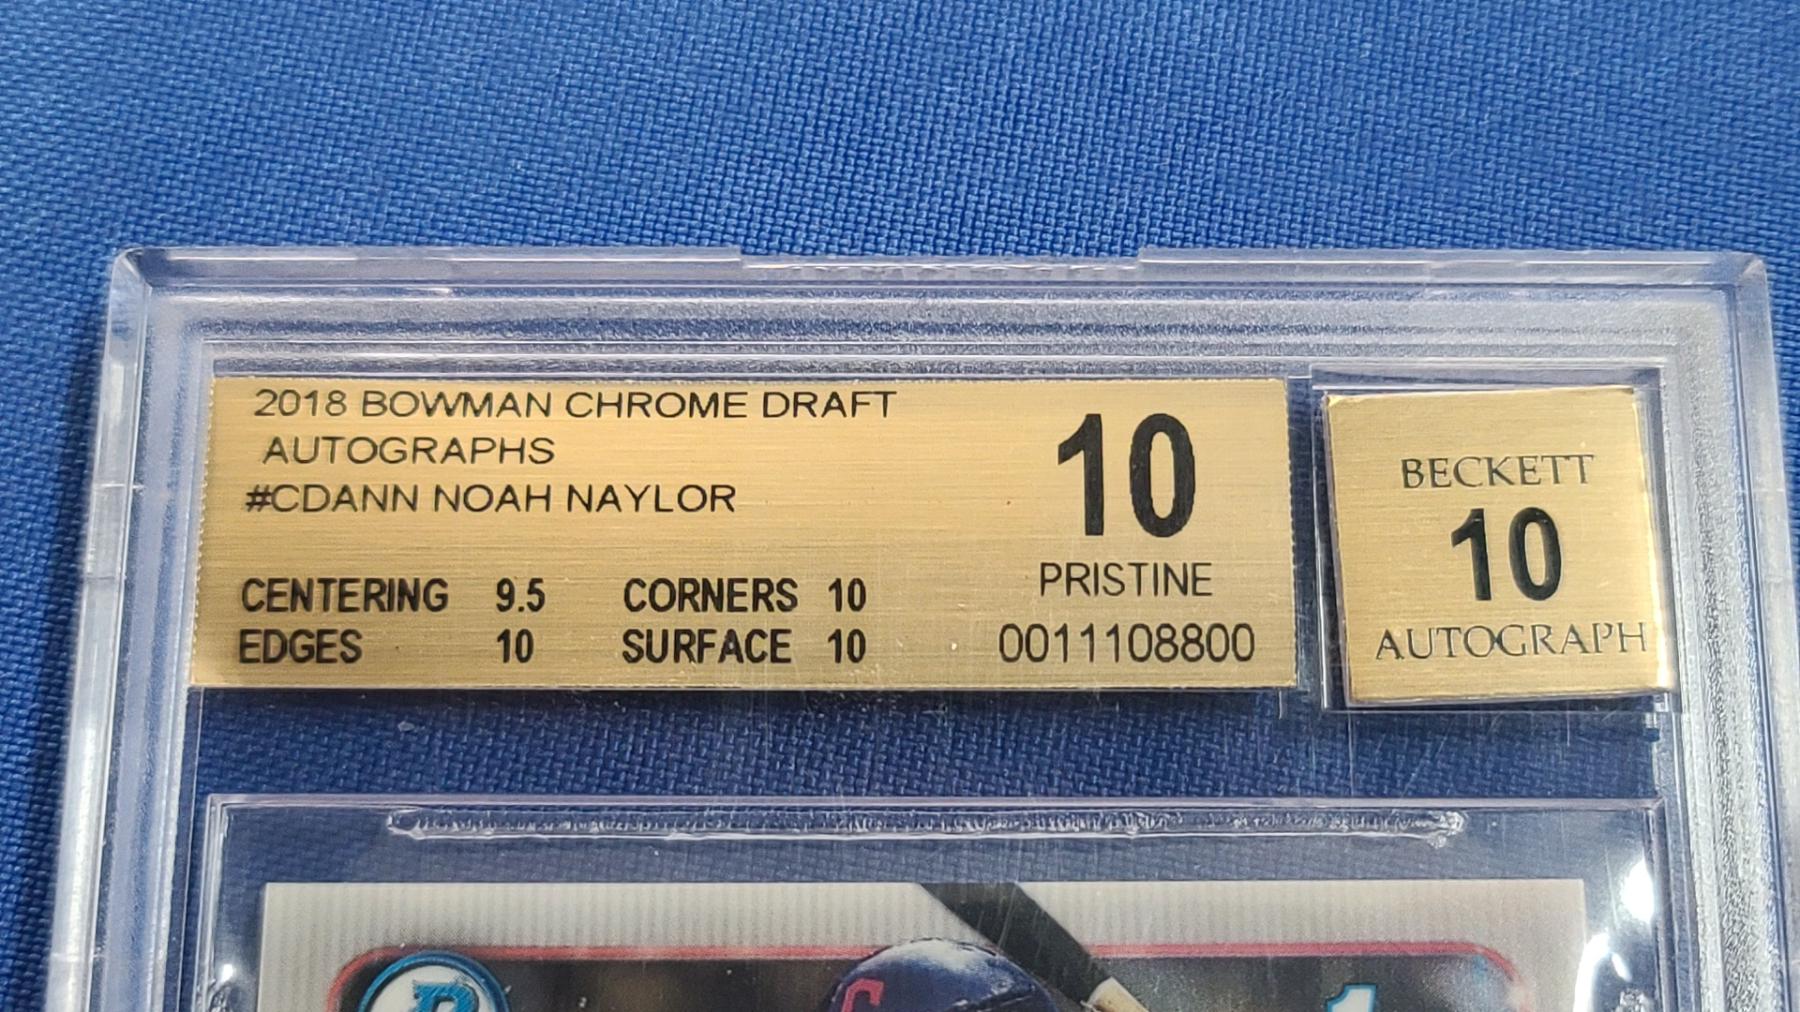 2018 BOWMAN CHROME DRAFT
AUTOGRAPHS
#CDANN NOAH NAYLOR
10
PRISTINE
CENTERING 9.5 CORNERS 10
EDGES 10 SURFACE 10
0011108800
BECKETT
10
AUTOGRAPH
B
C
1